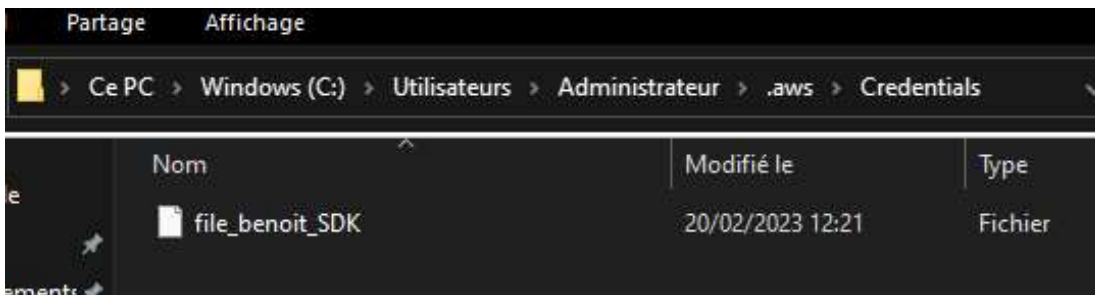 Partage Affichage
Ce PC > Windows (C:) > Utilisateurs > Administrateur > .aws > Credentials
Nom Modifié le Type
file_benoit_SDK 20/02/2023 12:21 Fichier